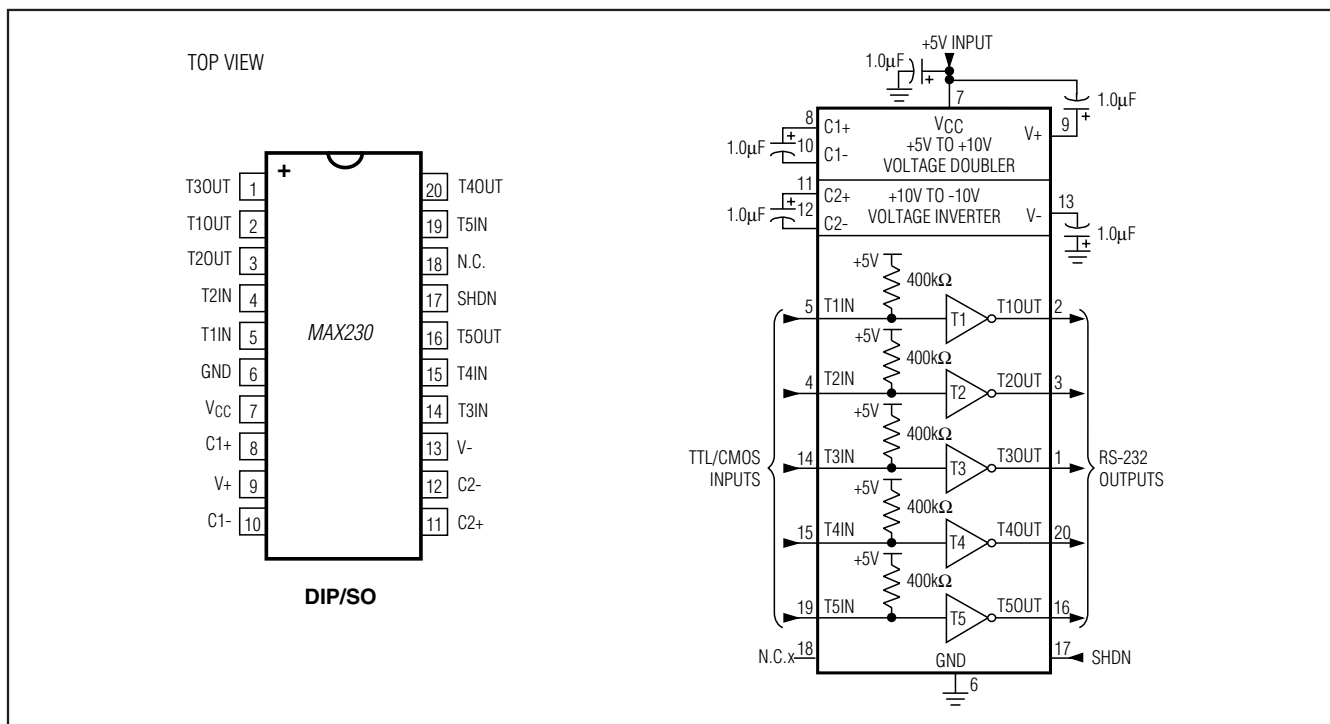 TOP VIEW
MAX230
T3OUT 1
T1OUT 2
T2OUT 3
T2IN 4
T1IN 5
GND 6
VCC 7
C1+ 8
V+ 9
C1- 10
20 T4OUT
19 T5IN
18 N.C.
17 SHDN
16 T5OUT
15 T4IN
14 T3IN
13 V-
12 C2-
11 C2+
DIP/SO
+5V INPUT
1.0µF
7
1.0µF
8 C1+
10 C1-
1.0µF
VCC
+5V TO +10V
VOLTAGE DOUBLER
V+ 9
11 C2+
12 C2-
1.0µF
+10V TO -10V
VOLTAGE INVERTER
V- 13
1.0µF
+5V
400kΩ
5 T1IN T1 T1OUT 2
+5V
400kΩ
4 T2IN T2 T2OUT 3
+5V
400kΩ
TTL/CMOS
INPUTS
14 T3IN T3 T3OUT 1
RS-232
OUTPUTS
+5V
400kΩ
15 T4IN T4 T4OUT 20
+5V
400kΩ
19 T5IN T5 T5OUT 16
N.C.x 18
GND
17 SHDN
6